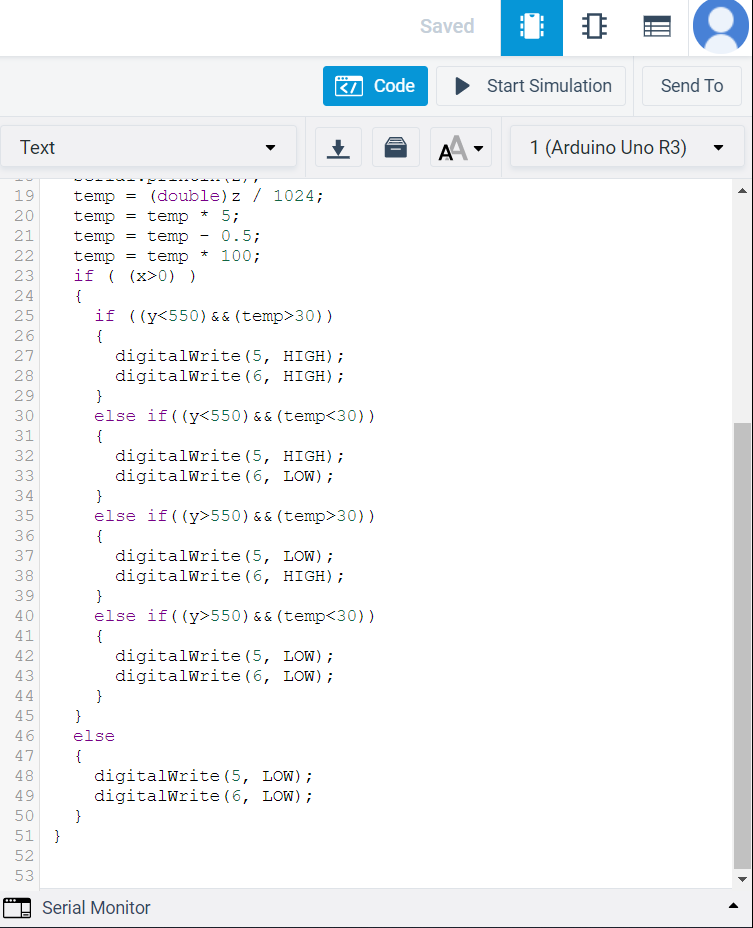 Saved
Code
Start Simulation
Send To
Text
1 (Arduino Uno R3)
19 temp = (double)z / 1024;
20 temp = temp * 5;
21 temp = temp - 0.5;
22 temp = temp * 100;
23 if ( (x>0) )
24 {
25 if ((y<550)&&(temp>30))
26 {
27 digitalWrite(5, HIGH);
28 digitalWrite(6, HIGH);
29 }
30 else if((y<550)&&(temp<30))
31 {
32 digitalWrite(5, HIGH);
33 digitalWrite(6, LOW);
34 }
35 else if((y>550)&&(temp>30))
36 {
37 digitalWrite(5, LOW);
38 digitalWrite(6, HIGH);
39 }
40 else if((y>550)&&(temp<30))
41 {
42 digitalWrite(5, LOW);
43 digitalWrite(6, LOW);
44 }
45 }
46 else
47 {
48 digitalWrite(5, LOW);
49 digitalWrite(6, LOW);
50 }
51 }
52
53
Serial Monitor